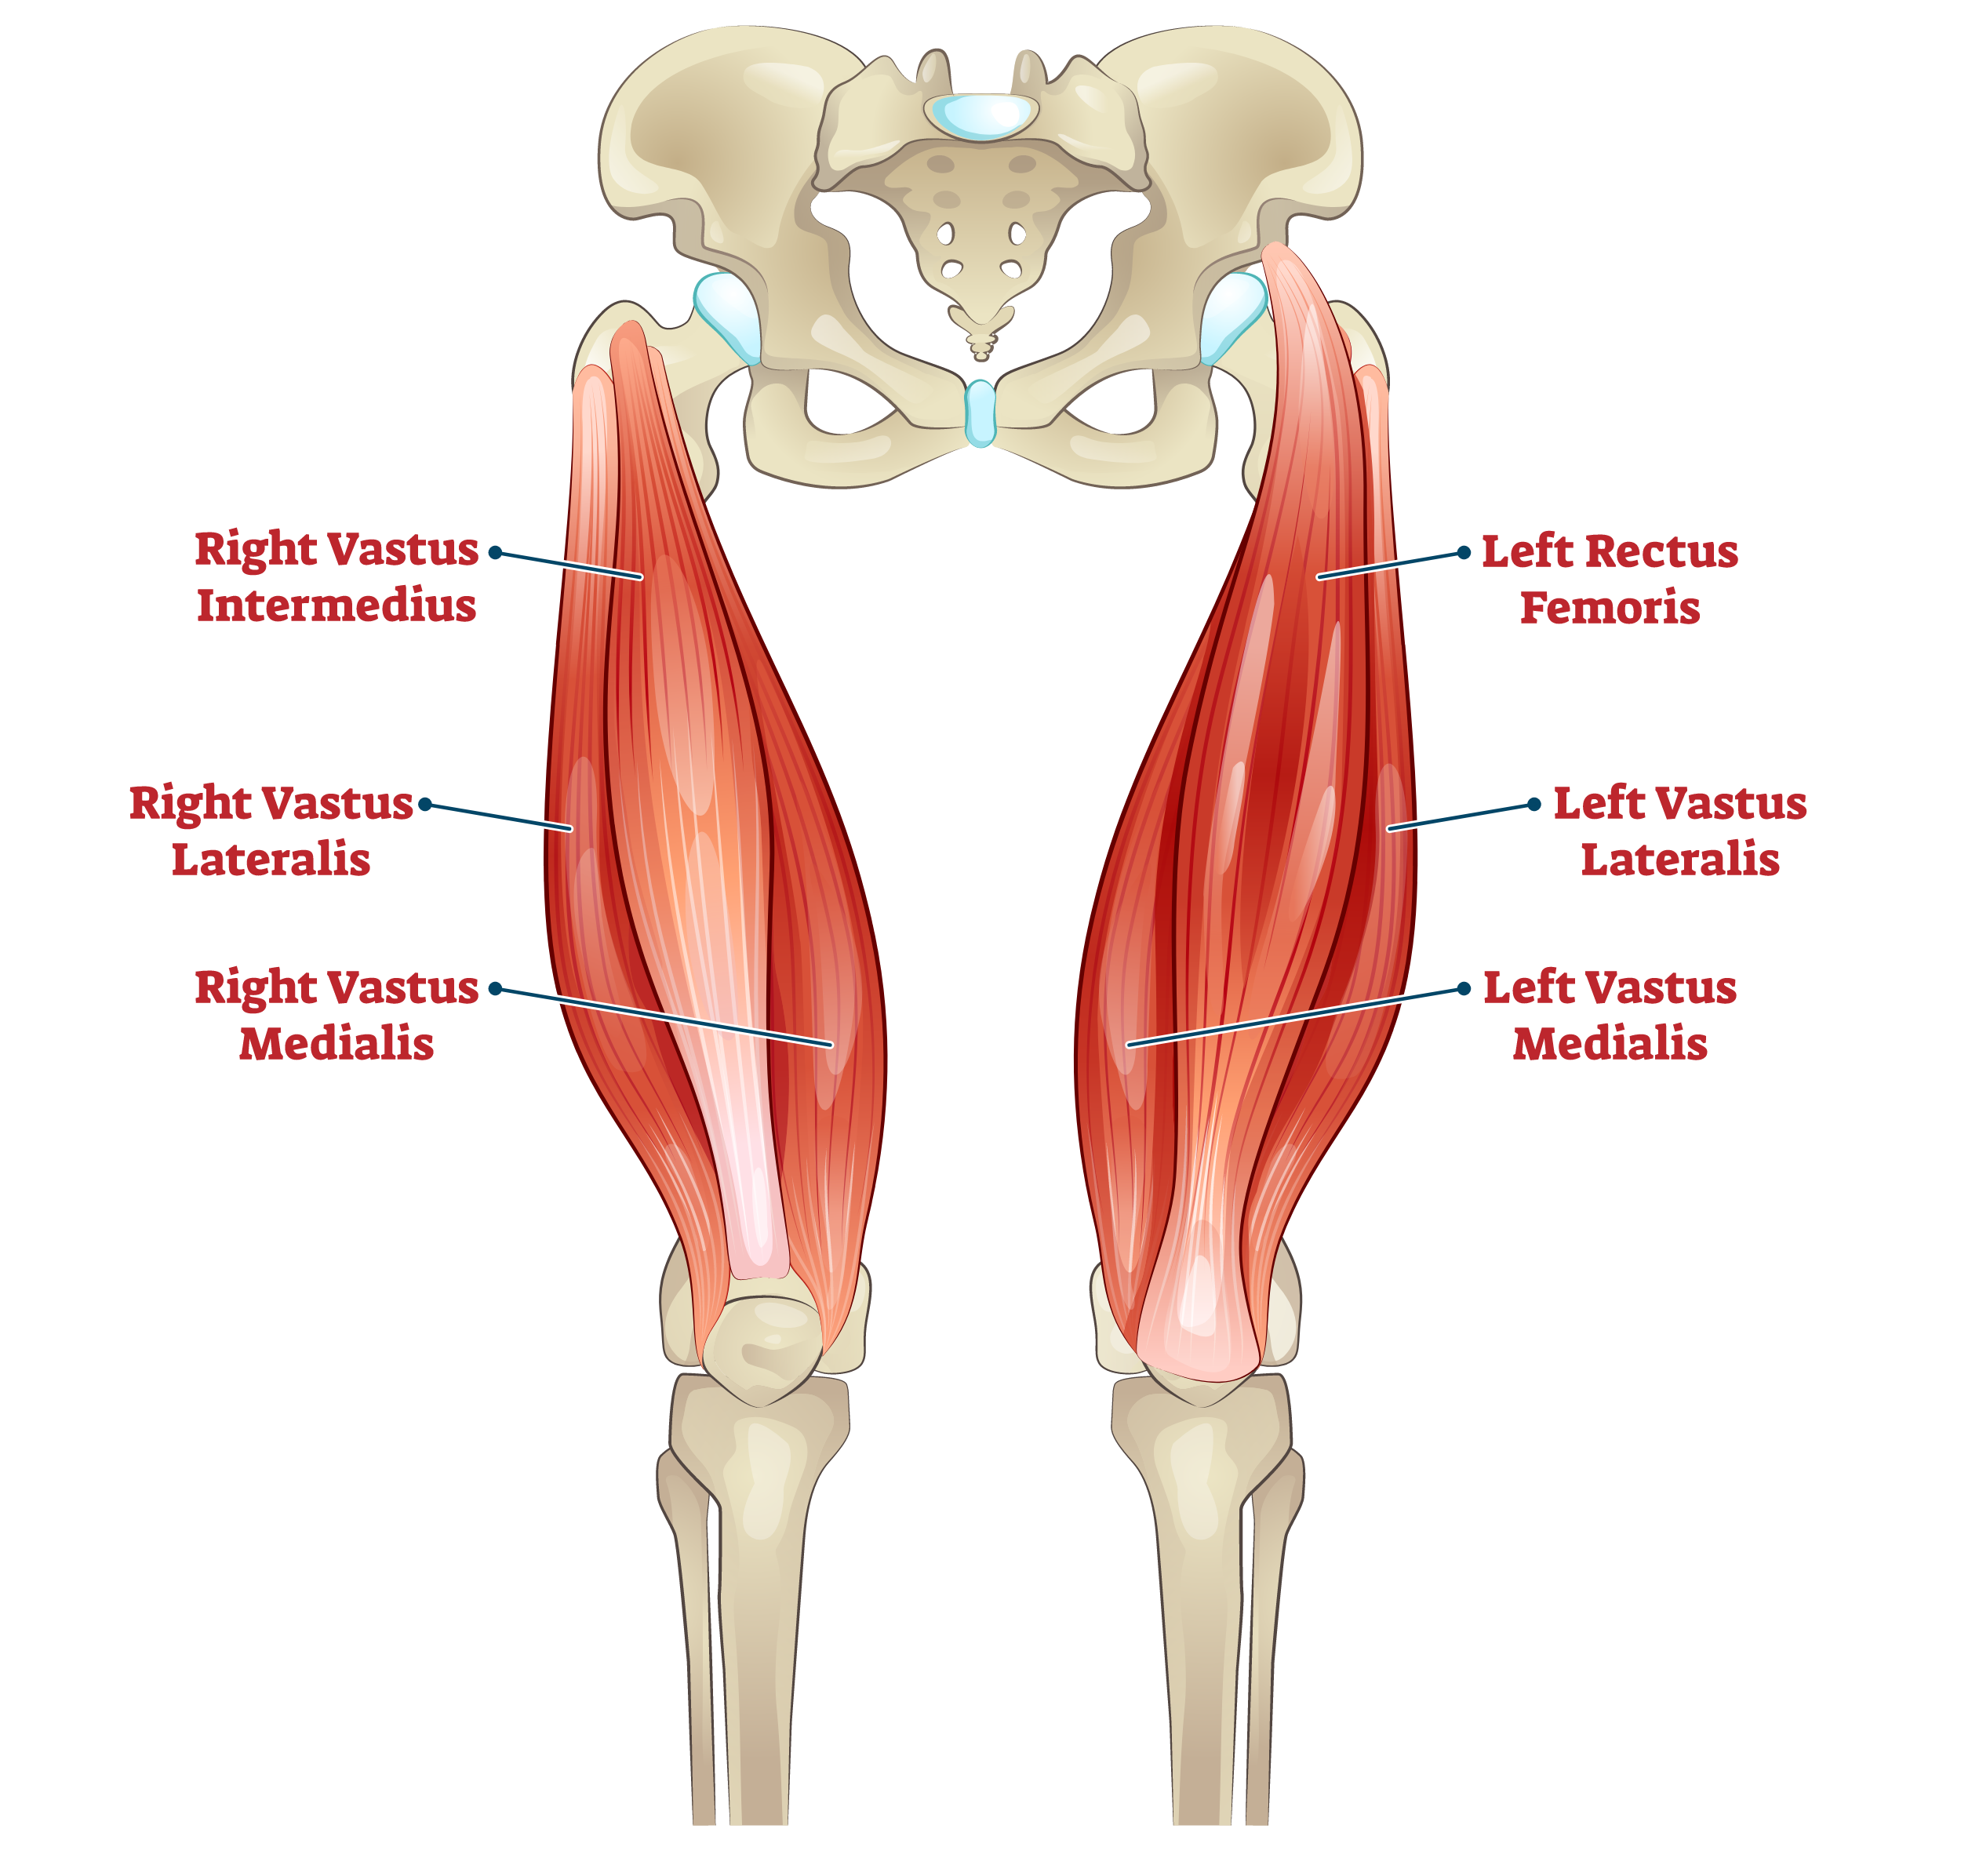 Right Vastus
Intermedius
Left Rectus
Femoris
Right Vastus
Lateralis
Left Vastus
Lateralis
Right Vastus
Medialis
Left Vastus
Medialis